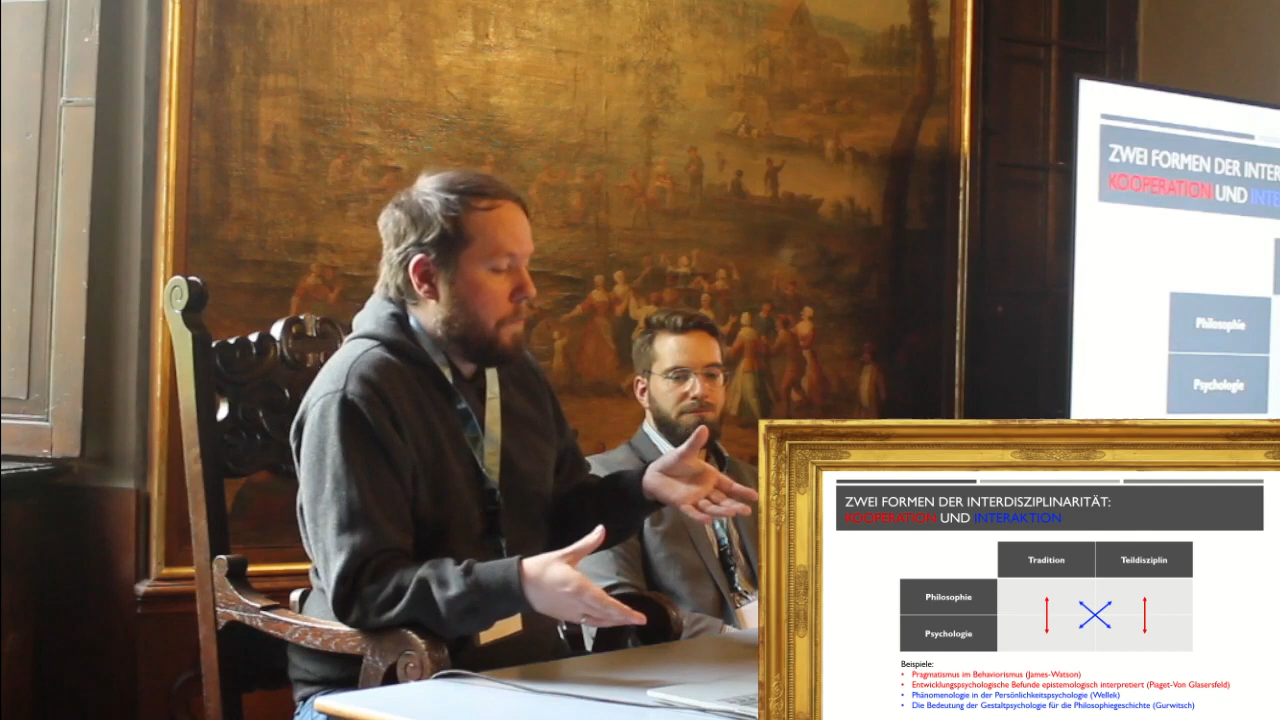 ZWEI FORMEN DER INTER
KOOPERATION UND INTE
Philosophie
Psychologie
ZWEI FORMEN DER INTERDISZIPLINARITÄT:
KOOPERATION UND INTERAKTION
Tradition Teildisziplin
Philosophie
Psychologie
Beispiele:
• Pragmatismus im Behaviorismus (James-Watson)
• Entwicklungspsychologische Befunde epistemologisch interpretiert (Piaget-Von Glasersfeld)
• Phänomenologie in der Persönlichkeitspsychologie (Wellek)
• Die Bedeutung der Gestaltpsychologie für die Philosophiegeschichte (Gurwitsch)